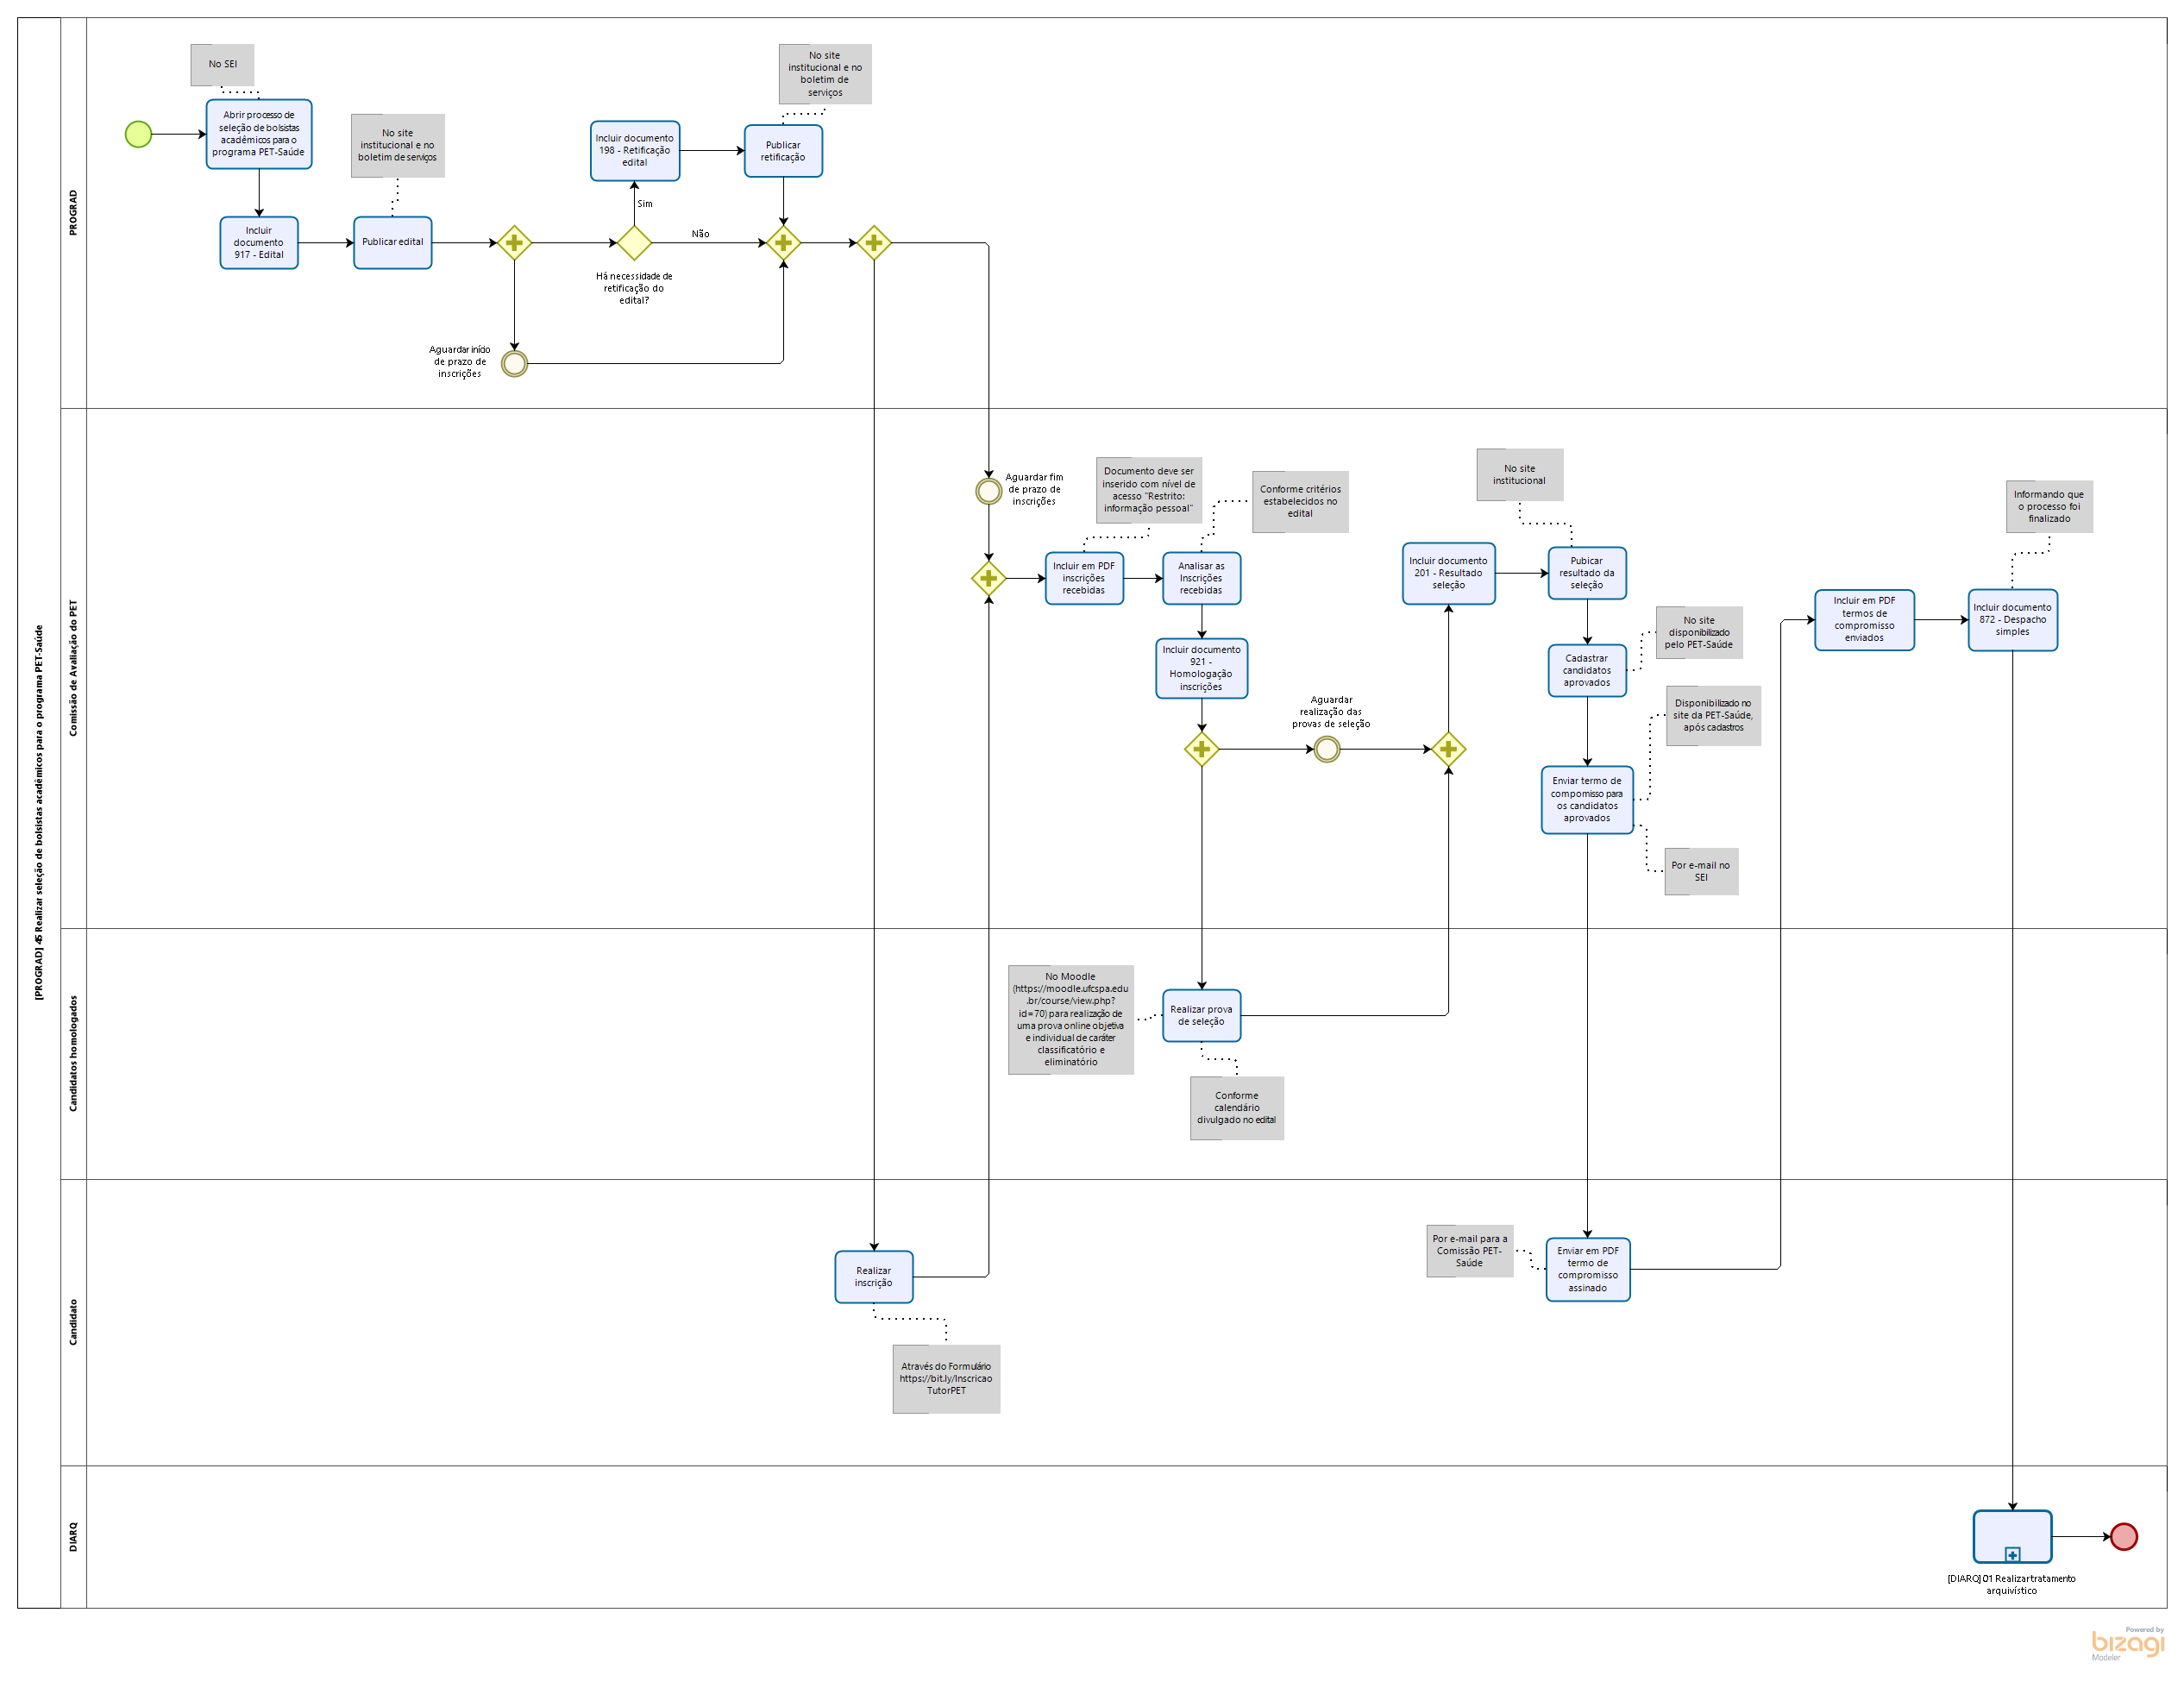 [PROGRAD] 45 Realizar seleção de bolsistas acadêmicos para o programa PET-Saúde
PROGRAD
No SEI
Abrir processo de
seleção de bolsistas
acadêmicos para o
programa PET-Saúde
Incluir
documento
917 - Edital
No site
institucional e no
boletim de serviços
Publicar edital
Aguardar início
de prazo de
inscrições
Incluir documento
198 - Retificação
edital
Sim
Não
Há necessidade de
retificação do
edital?
No site
institucional e no
boletim de
serviços
Publicar
retificação
Comissão de Avaliação do PET
Aguardar fim
de prazo de
inscrições
Documento deve ser
inserido com nível de
acesso "Restrito:
informação pessoal"
Incluir em PDF
inscrições
recebidas
Conforme critérios
estabelecidos no
edital
Analisar as
Inscrições
recebidas
Incluir documento
921 -
Homologação
inscrições
Aguardar
realização das
provas de seleção
Incluir documento
201 - Resultado
seleção
No site
institucional
Pubicar
resultado da
seleção
Cadastrar
candidatos
aprovados
No site
disponibilizado
pelo PET-Saúde
Disponibilizado no
site da PET-Saúde,
após cadastros
Enviar termo de
compomisso para
os candidatos
aprovados
Por e-mail no
SEI
Incluir em PDF
termos de
compromisso
enviados
Informando que
o processo foi
finalizado
Incluir documento
872 - Despacho
simples
Candidatos homologados
No Moodle
(https://moodle.ufcspa.edu
.br/course/view.php?
id=70) para realização de
uma prova online objetiva
e individual de caráter
classificatório e
eliminatório
Realizar prova
de seleção
Conforme
calendário
divulgado no edital
Candidato
Realizar
inscrição
Através do Formulário
https://bit.ly/Inscricao
TutorPET
Por e-mail para a
Comissão PET-
Saúde
Enviar em PDF
termo de
compromisso
assinado
DIARQ
[DIARQ] 01 Realizar tratamento
arquivístico
Powered by
bizagi
Modeler